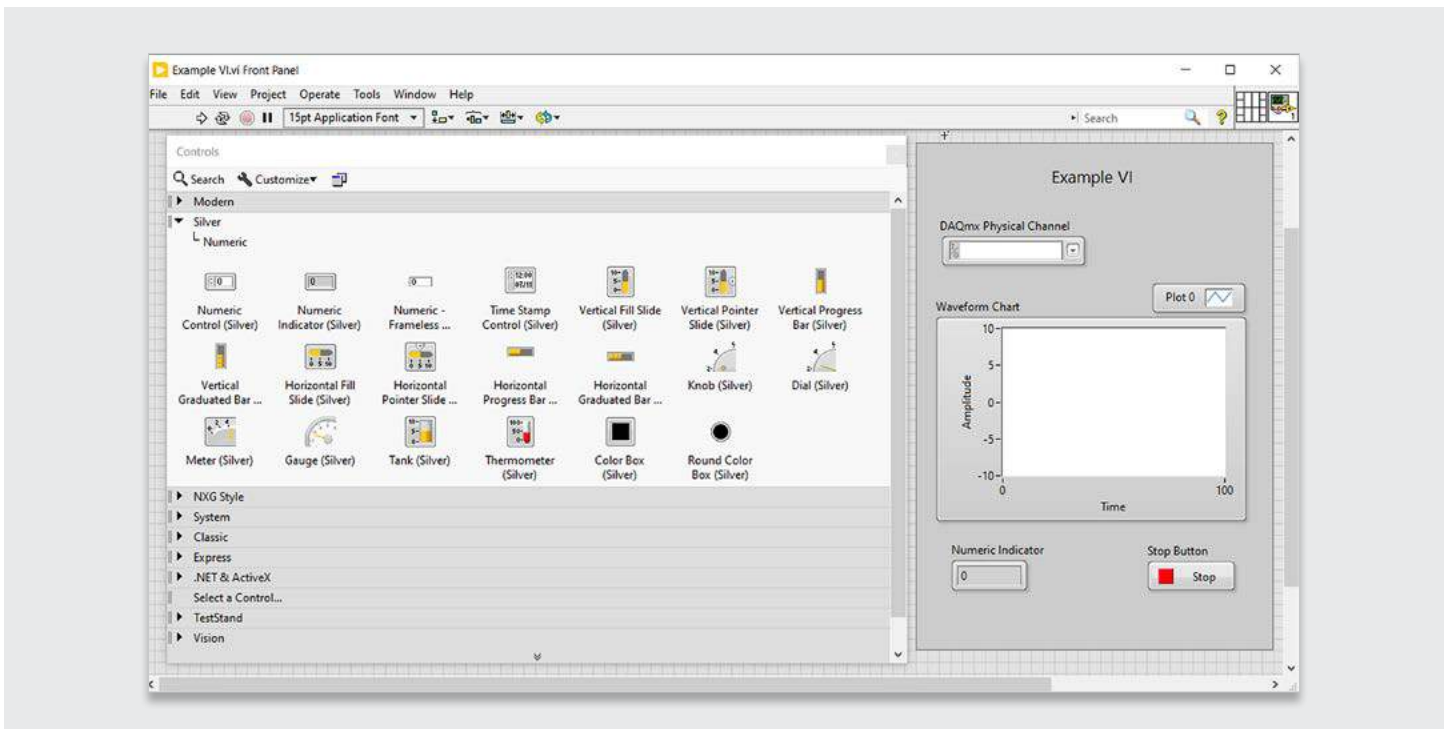 Example VI.vi Front Panel
File Edit View Project Operate Tools Window Help
15pt Application Font
Search
Controls
Search Customize
Modern
Silver
Numeric
Numeric
Control (Silver)
Numeric
Indicator (Silver)
Numeric -
Frameless ...
Time Stamp
Control (Silver)
Vertical Fill Slide
(Silver)
Vertical Pointer
Slide (Silver)
Vertical Progress
Bar (Silver)
Vertical
Graduated Bar ...
Horizontal Fill
Slide (Silver)
Horizontal
Pointer Slide ...
Horizontal
Progress Bar ...
Horizontal
Graduated Bar ...
Knob (Silver)
Dial (Silver)
Meter (Silver)
Gauge (Silver)
Tank (Silver)
Thermometer
(Silver)
Color Box
(Silver)
Round Color
Box (Silver)
NXG Style
System
Classic
Express
.NET & ActiveX
Select a Control...
TestStand
Vision
Example VI
DAQmx Physical Channel
Waveform Chart
Plot 0
Amplitude
10
5
0
-5
-10
0
100
Time
Numeric Indicator
0
Stop Button
Stop